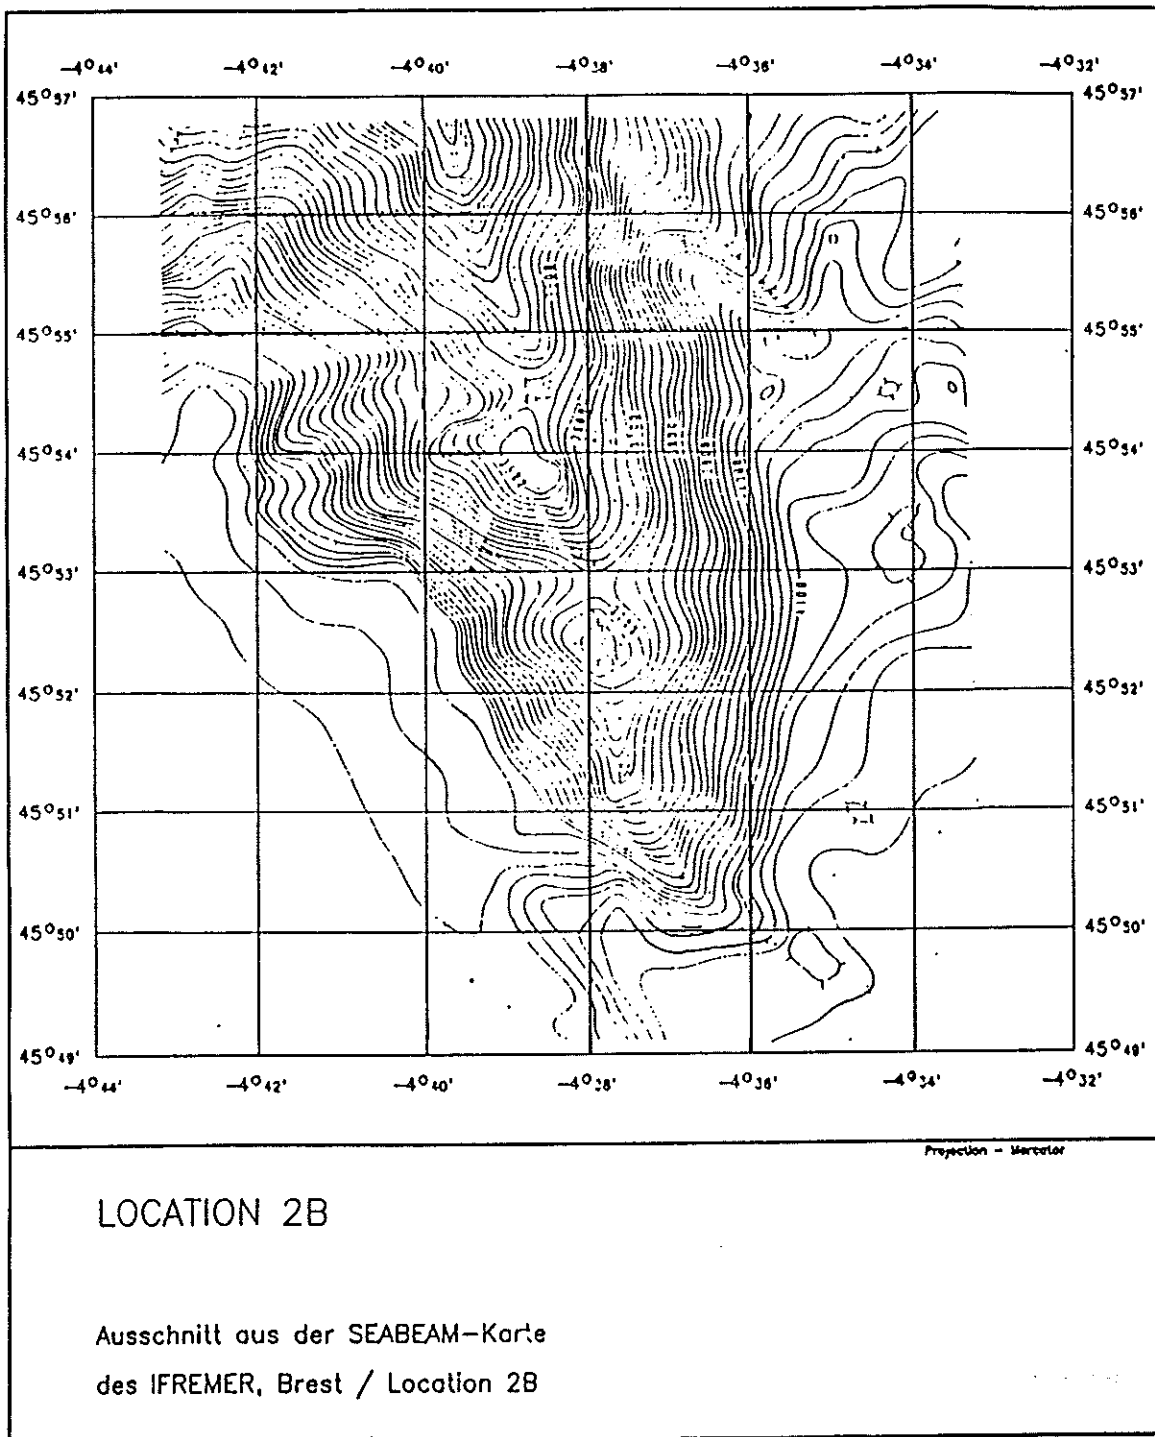 -4°44' -4°42' -4°40' -4°38' -4°36' -4°34' -4°32'
45°57' 45°57'
45°56' 45°56'
45°55' 45°55'
45°54' 45°54'
45°53' 45°53'
45°52' 45°52'
45°51' 45°51'
45°50' 45°50'
45°49' 45°49'
-4°44' -4°42' -4°40' -4°38' -4°36' -4°34' -4°32'
Projection - Mercator
LOCATION 2B
Ausschnitt aus der SEABEAM-Karte
des IFREMER, Brest / Location 2B